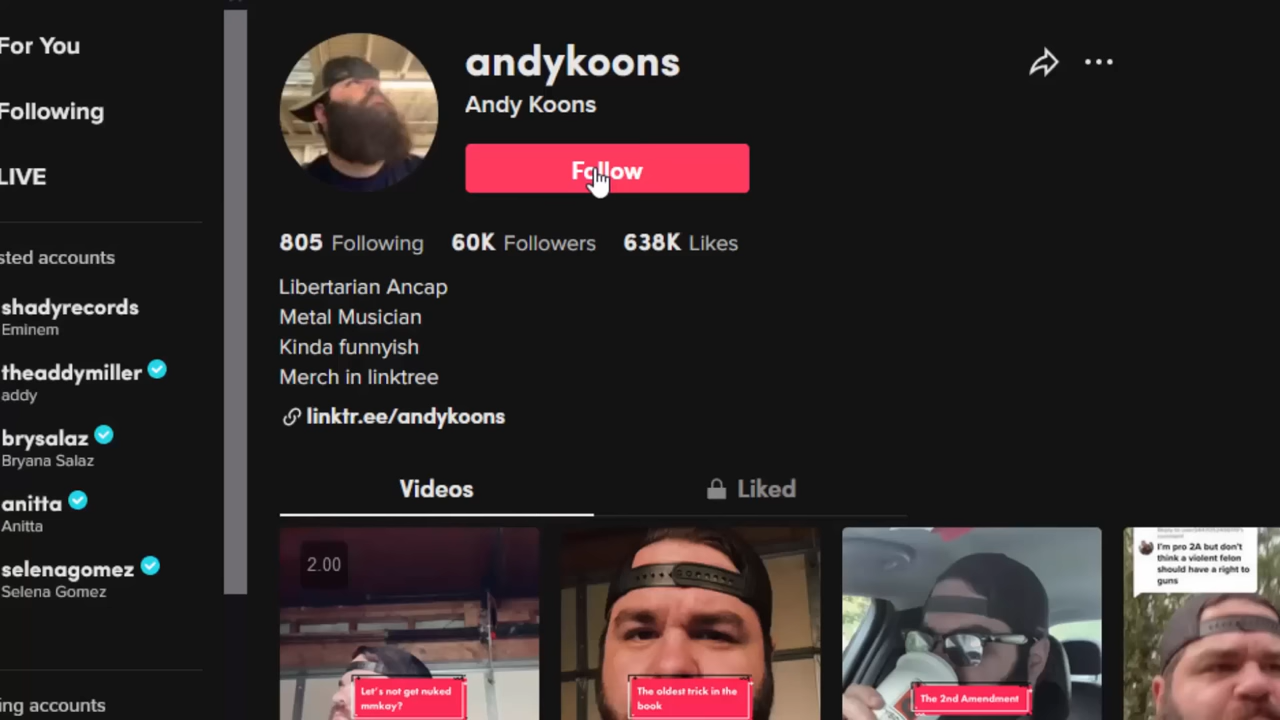 For You
Following
LIVE
sted accounts
shadyrecords
Eminem
theaddymiller
addy
brysalaz
Bryana Salaz
anitta
Anitta
selenagomez
Selena Gomez
ing accounts
andykoons
Andy Koons
Follow
805 Following 60K Followers 638K Likes
Libertarian Ancap
Metal Musician
Kinda funnyish
Merch in linktree
linktr.ee/andykoons
Videos
Liked
2.00
Let's not get nuked
mmkay?
The oldest trick in the
book
The 2nd Amendment
I'm pro 2A but don't
think a violent felon
should have a right to
guns